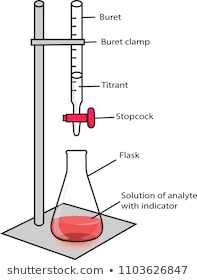 Buret
Buret clamp
Titrant
Stopcock
Flask
Solution of analyte
with indicator
shutterstock.com • 1103626847